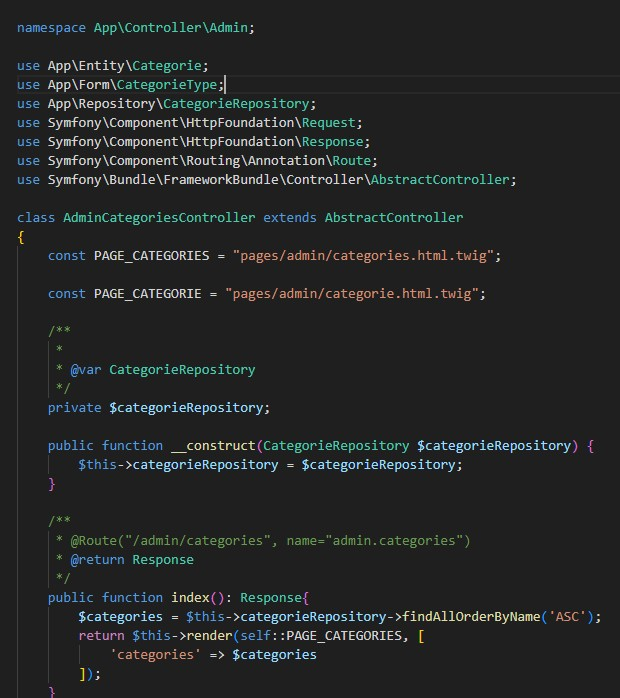 namespace App\Controller\Admin;
use App\Entity\Categorie;
use App\Form\CategorieType;
use App\Repository\CategorieRepository;
use Symfony\Component\HttpFoundation\Request;
use Symfony\Component\HttpFoundation\Response;
use Symfony\Component\Routing\Annotation\Route;
use Symfony\Bundle\FrameworkBundle\Controller\AbstractController;
class AdminCategoriesController extends AbstractController
{
    const PAGE_CATEGORIES = "pages/admin/categories.html.twig";
    const PAGE_CATEGORIE = "pages/admin/categorie.html.twig";
    /**
     *
     * @var CategorieRepository
     */
    private $categorieRepository;
    public function __construct(CategorieRepository $categorieRepository) {
        $this->categorieRepository = $categorieRepository;
    }
    /**
     * @Route("/admin/categories", name="admin.categories")
     * @return Response
     */
    public function index(): Response{
        $categories = $this->categorieRepository->findAllOrderByName('ASC');
        return $this->render(self::PAGE_CATEGORIES, [
            'categories' => $categories
        ]);
    }